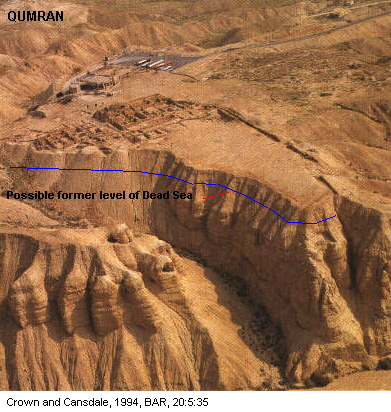 QUMRAN
Possible former level of Dead Sea
Crown and Cansdale, 1994, BAR, 20:5:35